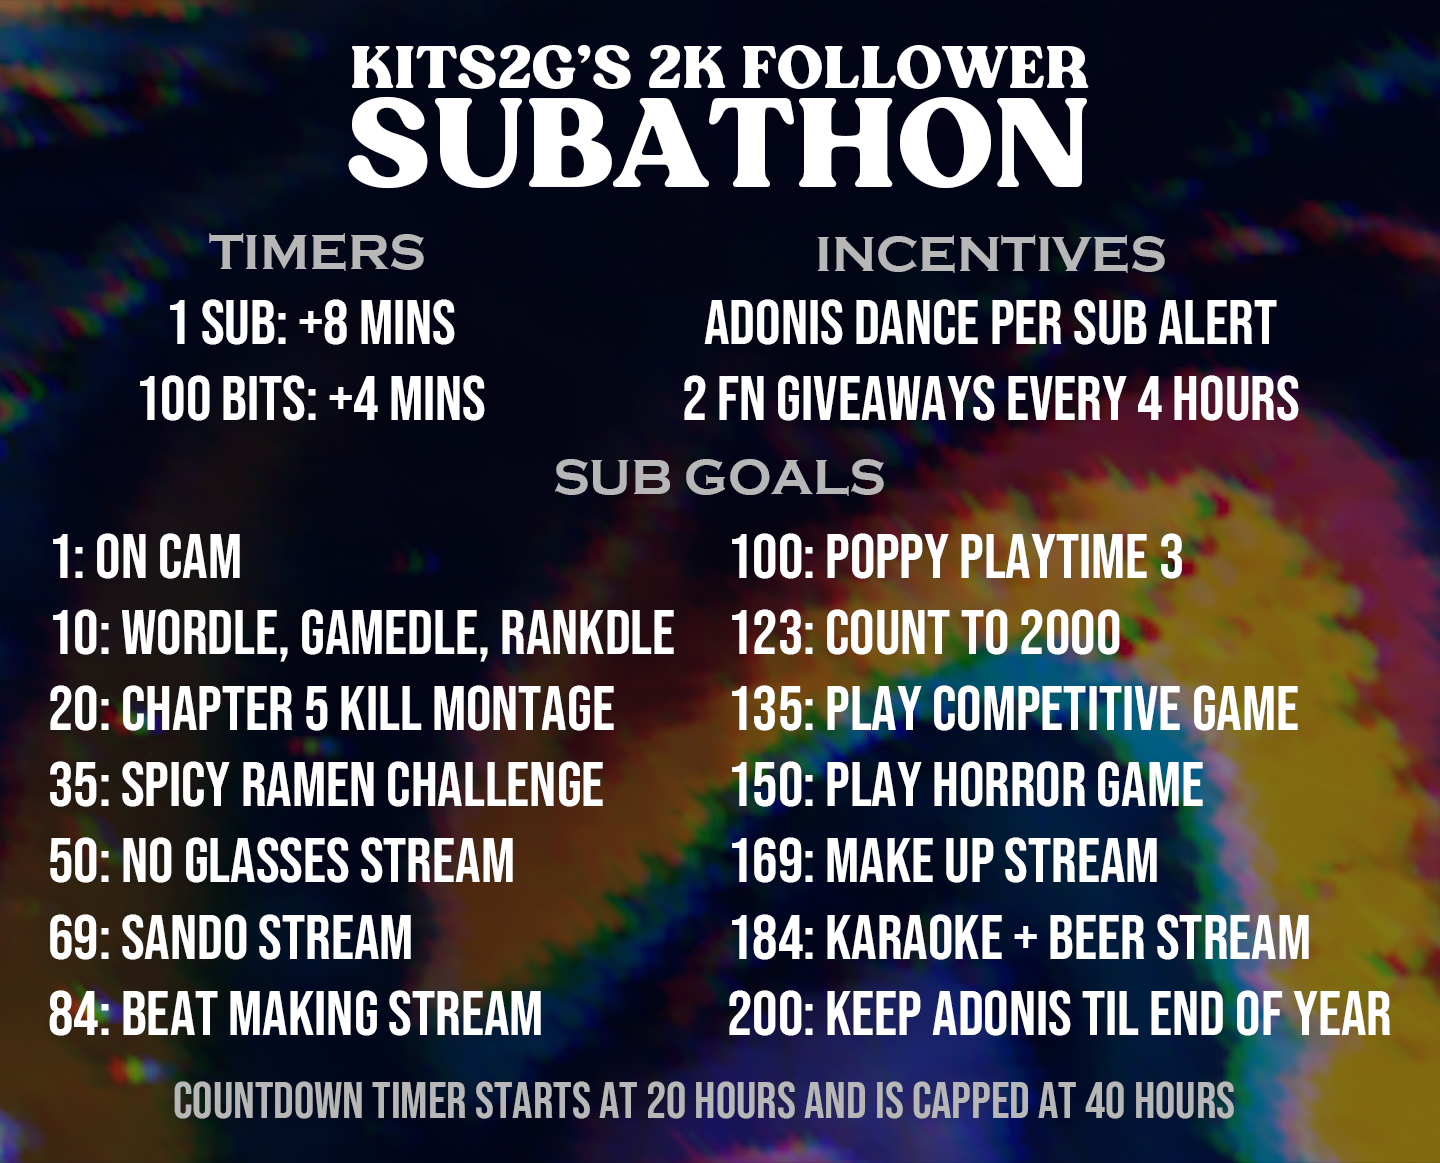 KITS2G'S 2K FOLLOWER
SUBATHON
TIMERS
1 SUB: +8 MINS
100 BITS: +4 MINS
INCENTIVES
ADONIS DANCE PER SUB ALERT
2 FN GIVEAWAYS EVERY 4 HOURS
SUB GOALS
1: ON CAM
10: WORDLE, GAMEDLE, RANKDLE
20: CHAPTER 5 KILL MONTAGE
35: SPICY RAMEN CHALLENGE
50: NO GLASSES STREAM
69: SANDO STREAM
84: BEAT MAKING STREAM
100: POPPY PLAYTIME 3
123: COUNT TO 2000
135: PLAY COMPETITIVE GAME
150: PLAY HORROR GAME
169: MAKE UP STREAM
184: KARAOKE + BEER STREAM
200: KEEP ADONIS TIL END OF YEAR
COUNTDOWN TIMER STARTS AT 20 HOURS AND IS CAPPED AT 40 HOURS